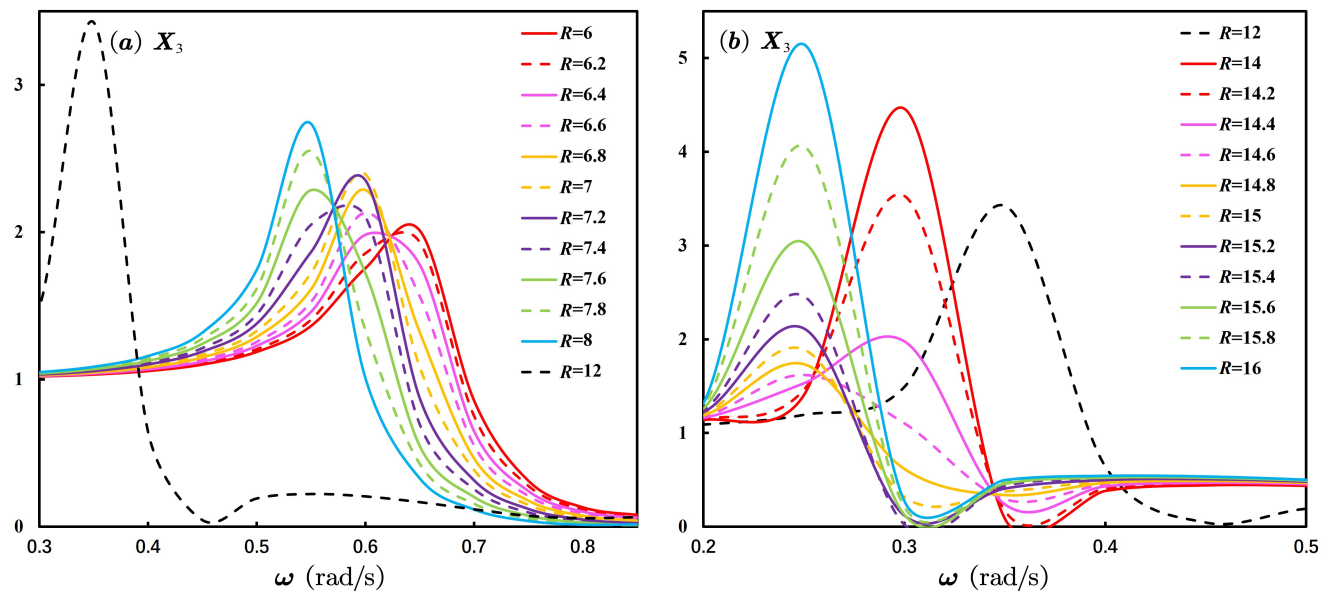 (a) X₃
R=6
R=6.2
R=6.4
R=6.6
R=6.8
R=7
R=7.2
R=7.4
R=7.6
R=7.8
R=8
R=12
3
2
1
0
0.3 0.4 0.5 0.6 0.7 0.8
ω (rad/s)
(b) X₃
R=12
R=14
R=14.2
R=14.4
R=14.6
R=14.8
R=15
R=15.2
R=15.4
R=15.6
R=15.8
R=16
5
4
3
2
1
0
0.2 0.3 0.4 0.5
ω (rad/s)